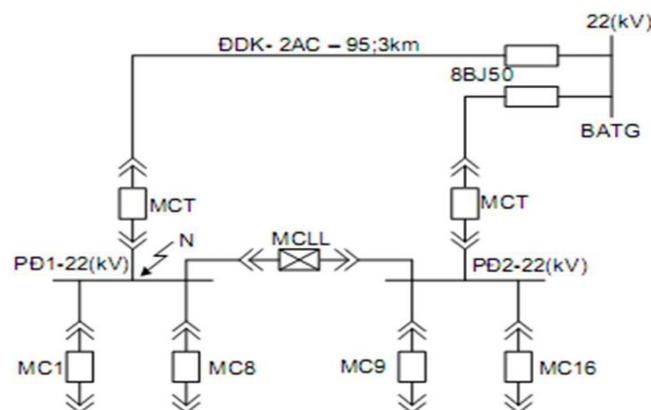 22(kV)
ĐDK- 2AC – 95;3km
8BJ50
BATG
MCT
MCT
N
MCLL
PĐ1-22(kV)
PĐ2-22(kV)
MC1
MC8
MC9
MC16